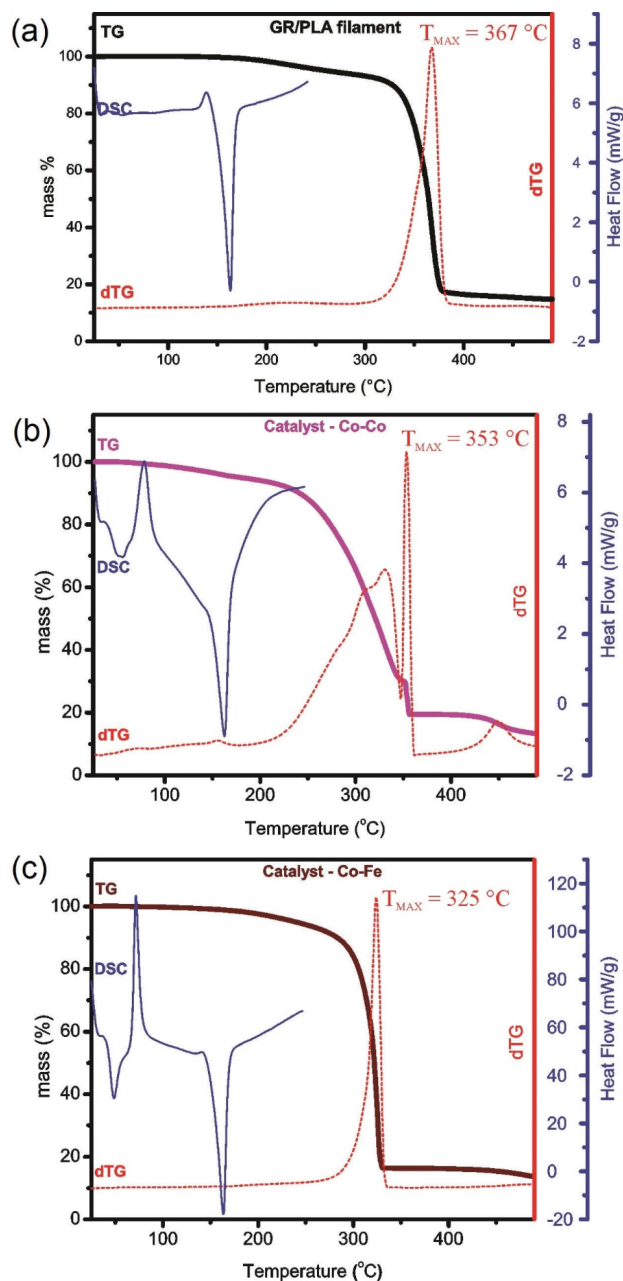 (a)
TG
GR/PLA filament
T_MAX = 367 °C
DSC
dTG
dTG
mass %
100
80
60
40
20
0
100
200
300
400
Temperature (°C)
Heat Flow (mW/g)
8
6
4
2
0
-2
(b)
TG
Catalyst - Co-Co
T_MAX = 353 °C
DSC
dTG
dTG
mass (%)
100
80
60
40
20
0
100
200
300
400
Temperature (°C)
Heat Flow (mW/g)
8
6
4
2
0
-2
(c)
TG
Catalyst - Co-Fe
T_MAX = 325 °C
DSC
dTG
dTG
mass (%)
100
80
60
40
20
0
100
200
300
400
Temperature (°C)
Heat Flow (mW/g)
120
100
80
60
40
20
0
-20